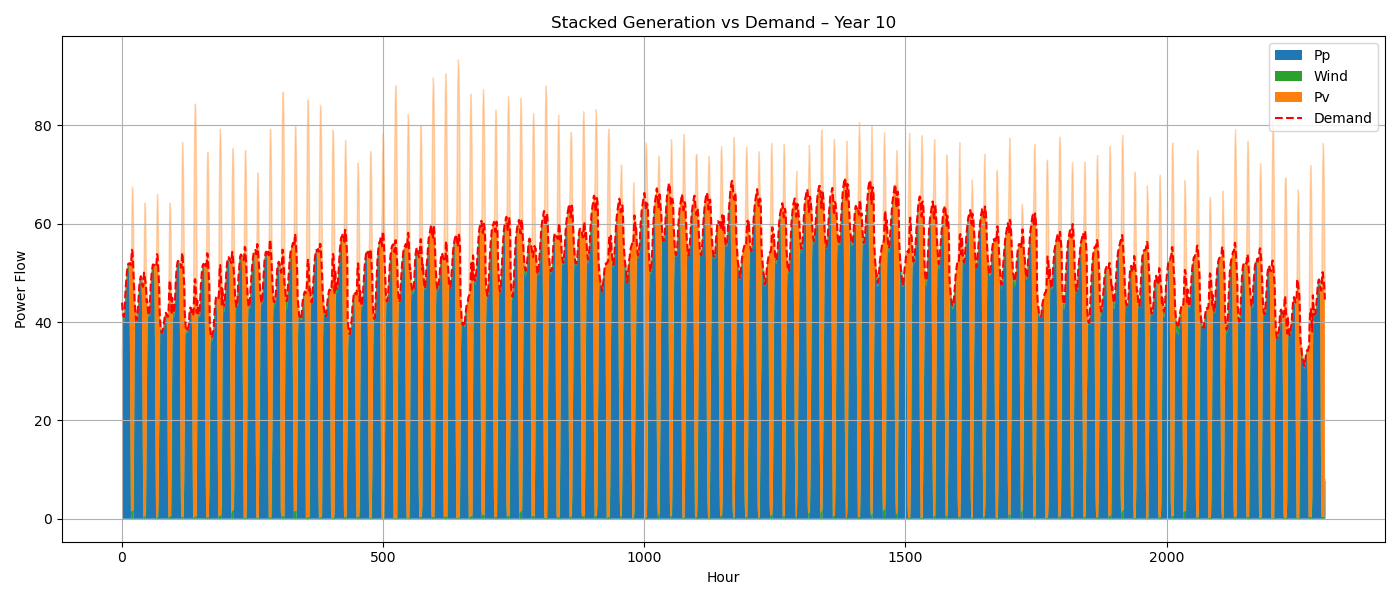 Stacked Generation vs Demand – Year 10
Pp
Wind
Pv
Demand
Power Flow
80
60
40
20
0
0 500 1000 1500 2000
Hour